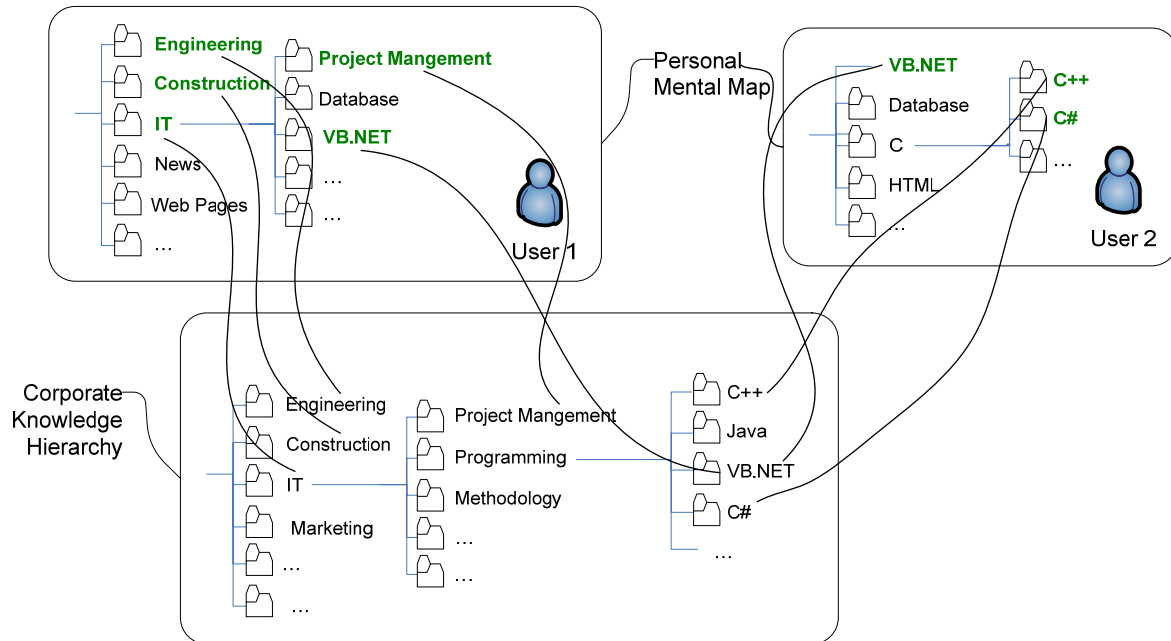 Engineering
Construction
IT
News
Web Pages
...
Project Mangement
Database
VB.NET
...
...
User 1
Personal
Mental Map
VB.NET
Database
C
HTML
...
C++
C#
...
User 2
Corporate
Knowledge
Hierarchy
Engineering
Construction
IT
Marketing
...
...
Project Mangement
Programming
Methodology
...
...
C++
Java
VB.NET
C#
...